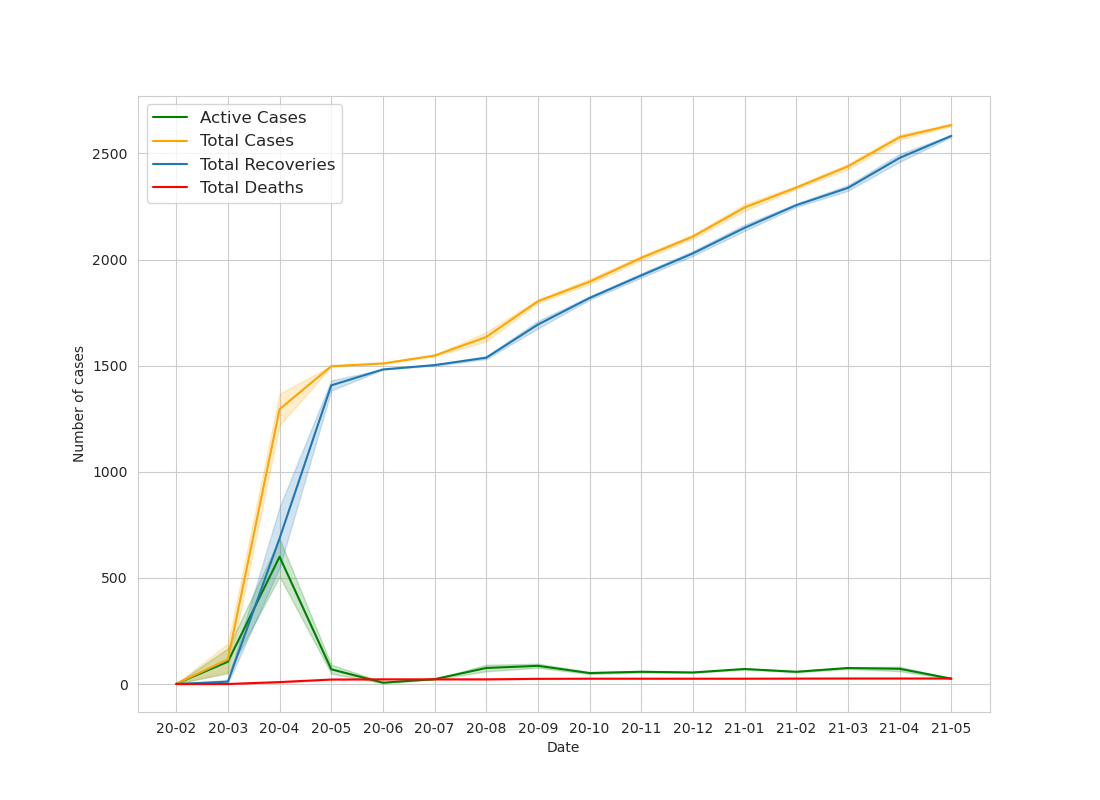 Active Cases
Total Cases
Total Recoveries
Total Deaths
Number of cases
2500
2000
1500
1000
500
0
20-02 20-03 20-04 20-05 20-06 20-07 20-08 20-09 20-10 20-11 20-12 21-01 21-02 21-03 21-04 21-05
Date